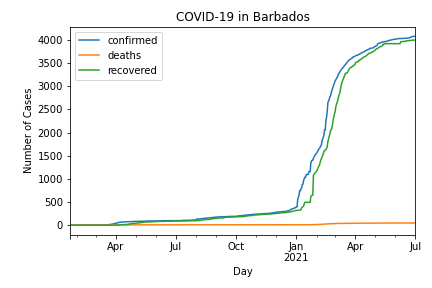 COVID-19 in Barbados
confirmed
deaths
recovered
Number of Cases
4000
3500
3000
2500
2000
1500
1000
500
0
Apr
Jul
Oct
Jan
2021
Apr
Jul
Day